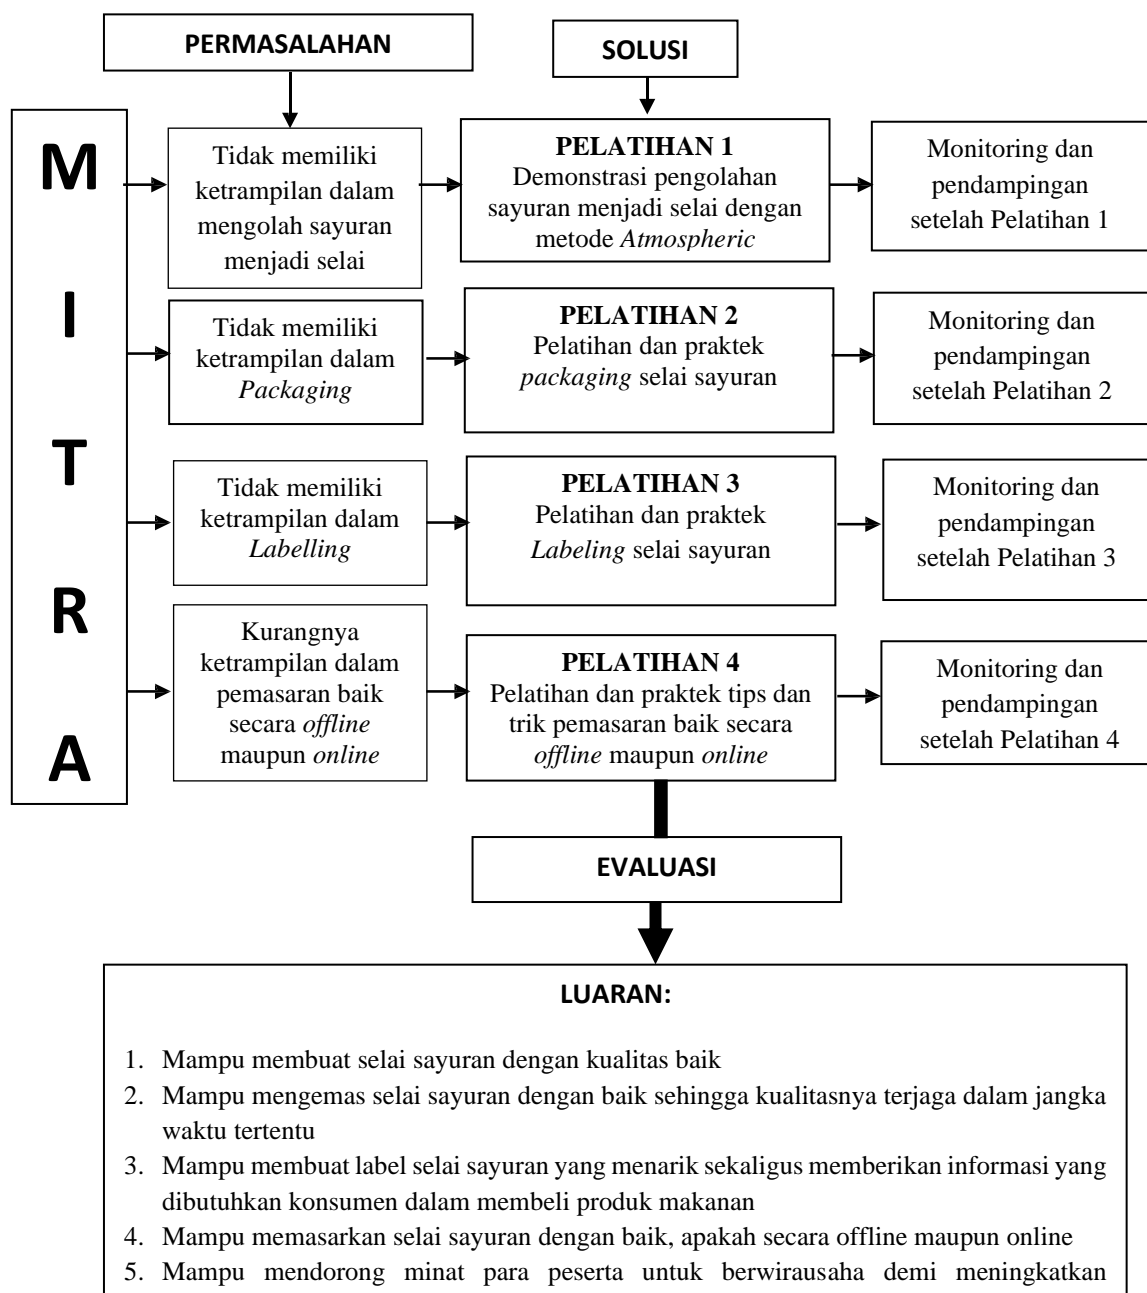 PERMASALAHAN
SOLUSI
M
I
T
R
A
Tidak memiliki
ketrampilan dalam
mengolah sayuran
menjadi selai
PELATIHAN 1
Demonstrasi pengolahan
sayuran menjadi selai dengan
metode Atmospheric
Monitoring dan
pendampingan
setelah Pelatihan 1
Tidak memiliki
ketrampilan dalam
Packaging
PELATIHAN 2
Pelatihan dan praktek
packaging selai sayuran
Monitoring dan
pendampingan
setelah Pelatihan 2
Tidak memiliki
ketrampilan dalam
Labelling
PELATIHAN 3
Pelatihan dan praktek
Labeling selai sayuran
Monitoring dan
pendampingan
setelah Pelatihan 3
Kurangnya
ketrampilan dalam
pemasaran baik
secara offline
maupun online
PELATIHAN 4
Pelatihan dan praktek tips dan
trik pemasaran baik secara
offline maupun online
Monitoring dan
pendampingan
setelah Pelatihan 4
EVALUASI
LUARAN:
1. Mampu membuat selai sayuran dengan kualitas baik
2. Mampu mengemas selai sayuran dengan baik sehingga kualitasnya terjaga dalam jangka
waktu tertentu
3. Mampu membuat label selai sayuran yang menarik sekaligus memberikan informasi yang
dibutuhkan konsumen dalam membeli produk makanan
4. Mampu memasarkan selai sayuran dengan baik, apakah secara offline maupun online
5. Mampu mendorong minat para peserta untuk berwirausaha demi meningkatkan